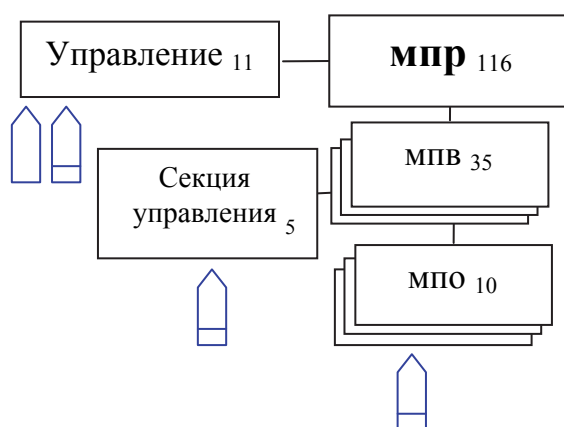 Управление 11
мпр 116
мпв 35
Секция
управления 5
мпо 10